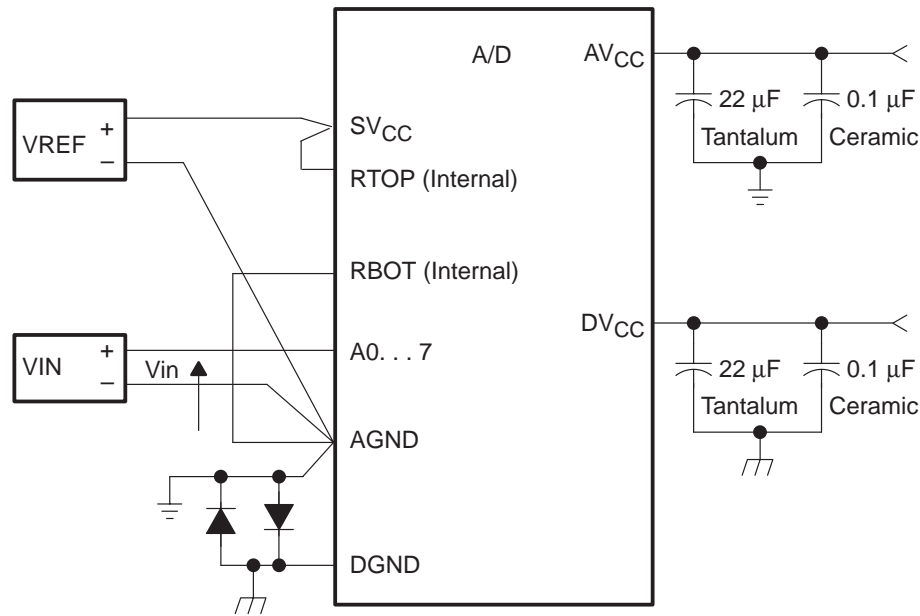 A/D
AVCC
22 μF
Tantalum
0.1 μF
Ceramic
VREF
+
−
SVCC
RTOP (Internal)
RBOT (Internal)
DVCC
22 μF
Tantalum
0.1 μF
Ceramic
VIN
+
−
Vin
A0. . . 7
AGND
DGND